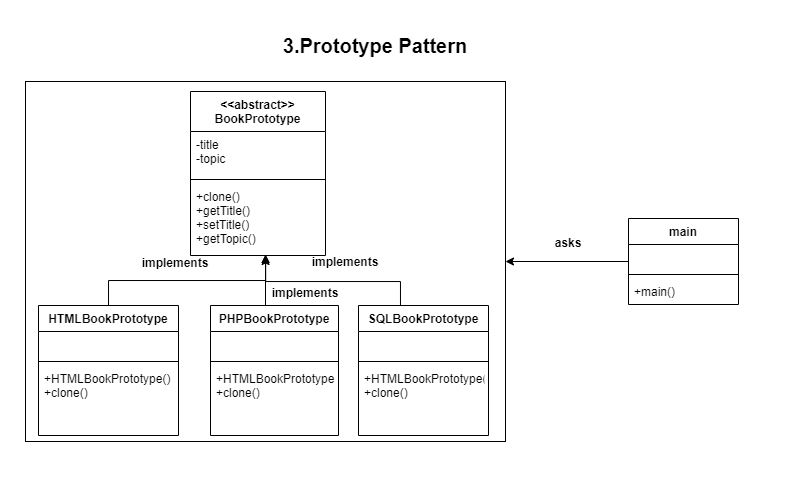 3.Prototype Pattern
<<abstract>>
BookPrototype
-title
-topic
+clone()
+getTitle()
+setTitle()
+getTopic()
implements
implements
implements
asks
main
+main()
HTMLBookPrototype
+HTMLBookPrototype()
+clone()
PHPBookPrototype
+HTMLBookPrototype
+clone()
SQLBookPrototype
+HTMLBookPrototype(
+clone()